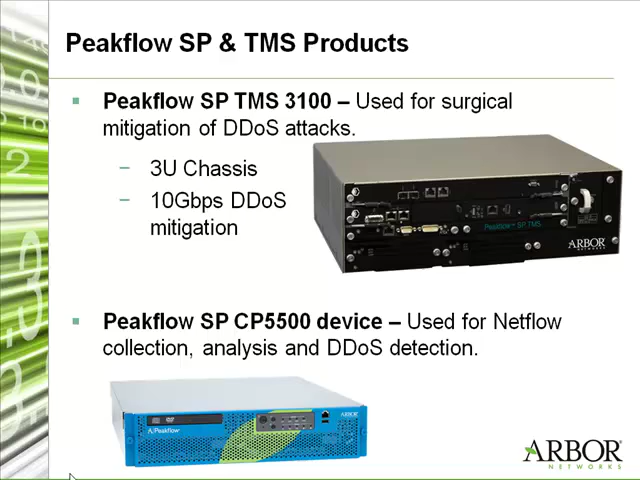 Peakflow SP & TMS Products
Peakflow SP TMS 3100 – Used for surgical
mitigation of DDoS attacks.
– 3U Chassis
– 10Gbps DDoS
mitigation
Peakflow SP TMS
ARBOR
NETWORKS
Peakflow SP CP5500 device – Used for Netflow
collection, analysis and DDoS detection.
Peakflow
ARBOR
ARBOR
NETWORKS